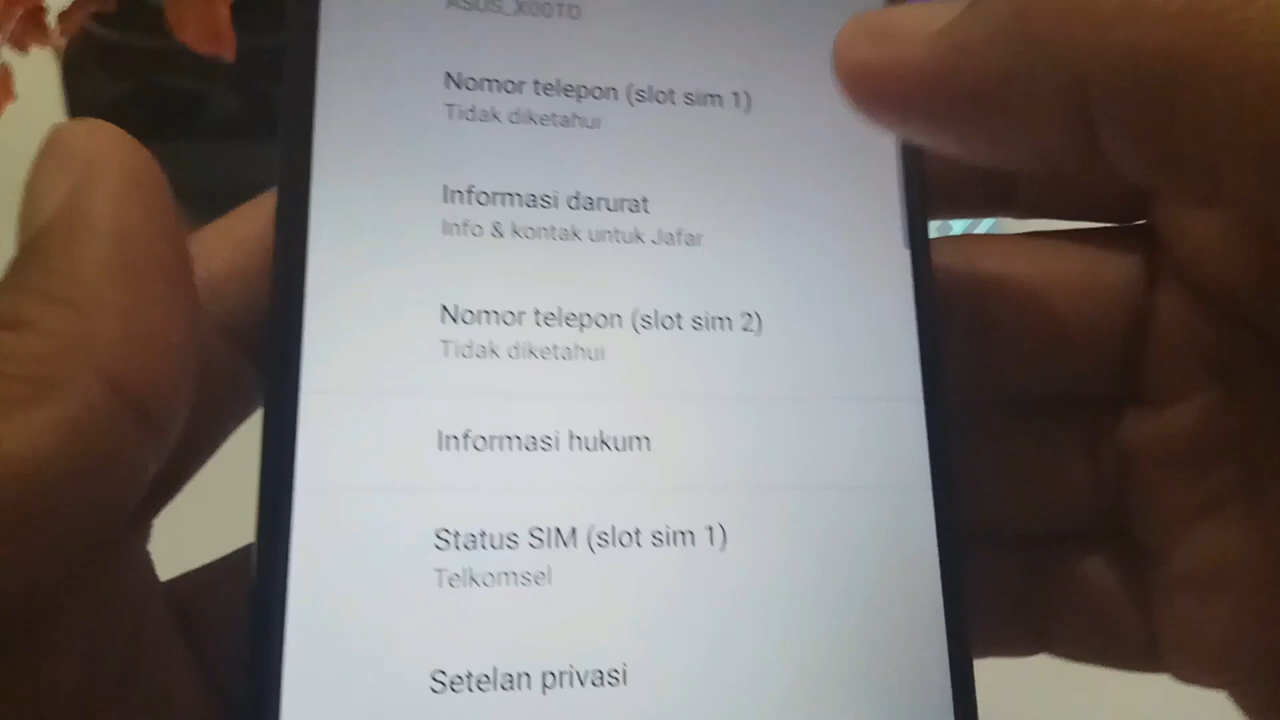 ASUS_X00TD
Nomor telepon (slot sim 1)
Tidak diketahui
Informasi darurat
Info & kontak untuk Jafar
Nomor telepon (slot sim 2)
Tidak diketahui
Informasi hukum
Status SIM (slot sim 1)
Telkomsel
Setelan privasi